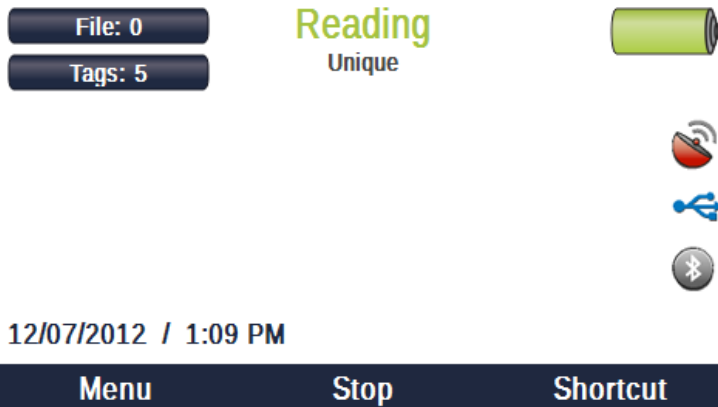 File: 0
Reading
Tags: 5
Unique
12/07/2012 / 1:09 PM
Menu Stop Shortcut